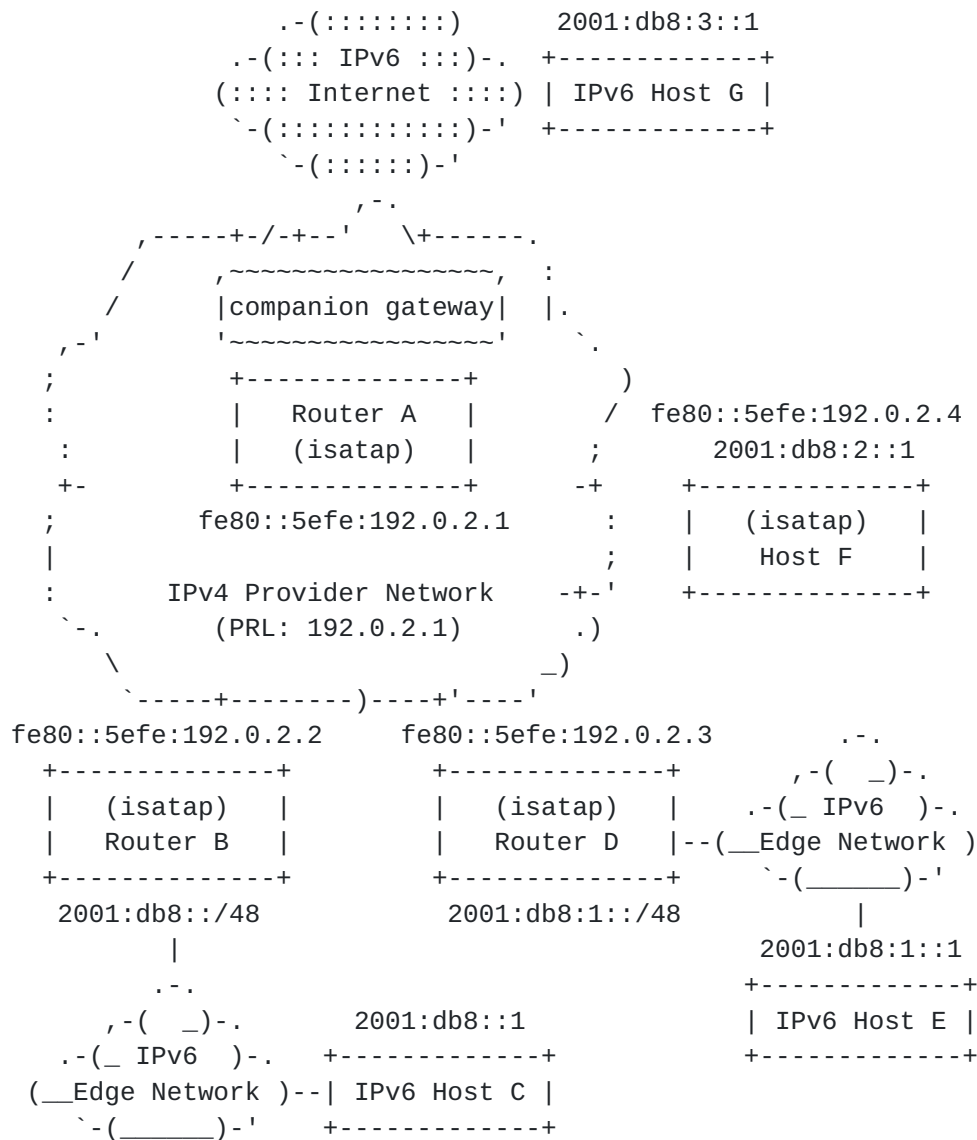 .-(::::::::)      2001:db8:3::1
.-(::: IPv6 :::)-.  +-------------+
(:::: Internet ::::) | IPv6 Host G |
`-(::::::::::::)-'  +-------------+
`-(::::::)-'
,-.
,-----+-/-+--'   \+------.
/     ,~~~~~~~~~~~~~~~~~,  :
/      |companion gateway|  |.
,-'       '~~~~~~~~~~~~~~~~~'    `.
;            +--------------+         )
:            |   Router A   |        /  fe80::5efe:192.0.2.4
:           |   (isatap)   |       ;       2001:db8:2::1
+-         +--------------+      -+     +--------------+
;          fe80::5efe:192.0.2.1      :    |   (isatap)   |
|                                    ;    |    Host F    |
:       IPv4 Provider Network    -+-'   +--------------+
`-.       (PRL: 192.0.2.1)       .)
\                           _)
`-----+--------)----+'----'
fe80::5efe:192.0.2.2     fe80::5efe:192.0.2.3        .-.
+--------------+         +--------------+       ,-(  _)-.
|   (isatap)   |         |   (isatap)   |    .-(_ IPv6  )-.
|   Router B   |         |   Router D   |--(__Edge Network )
+--------------+         +--------------+     `-(______)-'
2001:db8::/48            2001:db8:1::/48           |
|                                     2001:db8:1::1
.-.                                   +-------------+
,-(  _)-.      2001:db8::1            | IPv6 Host E |
.-(_ IPv6  )-.   +-------------+          +-------------+
(__Edge Network )--| IPv6 Host C |
`-(______)-'    +-------------+